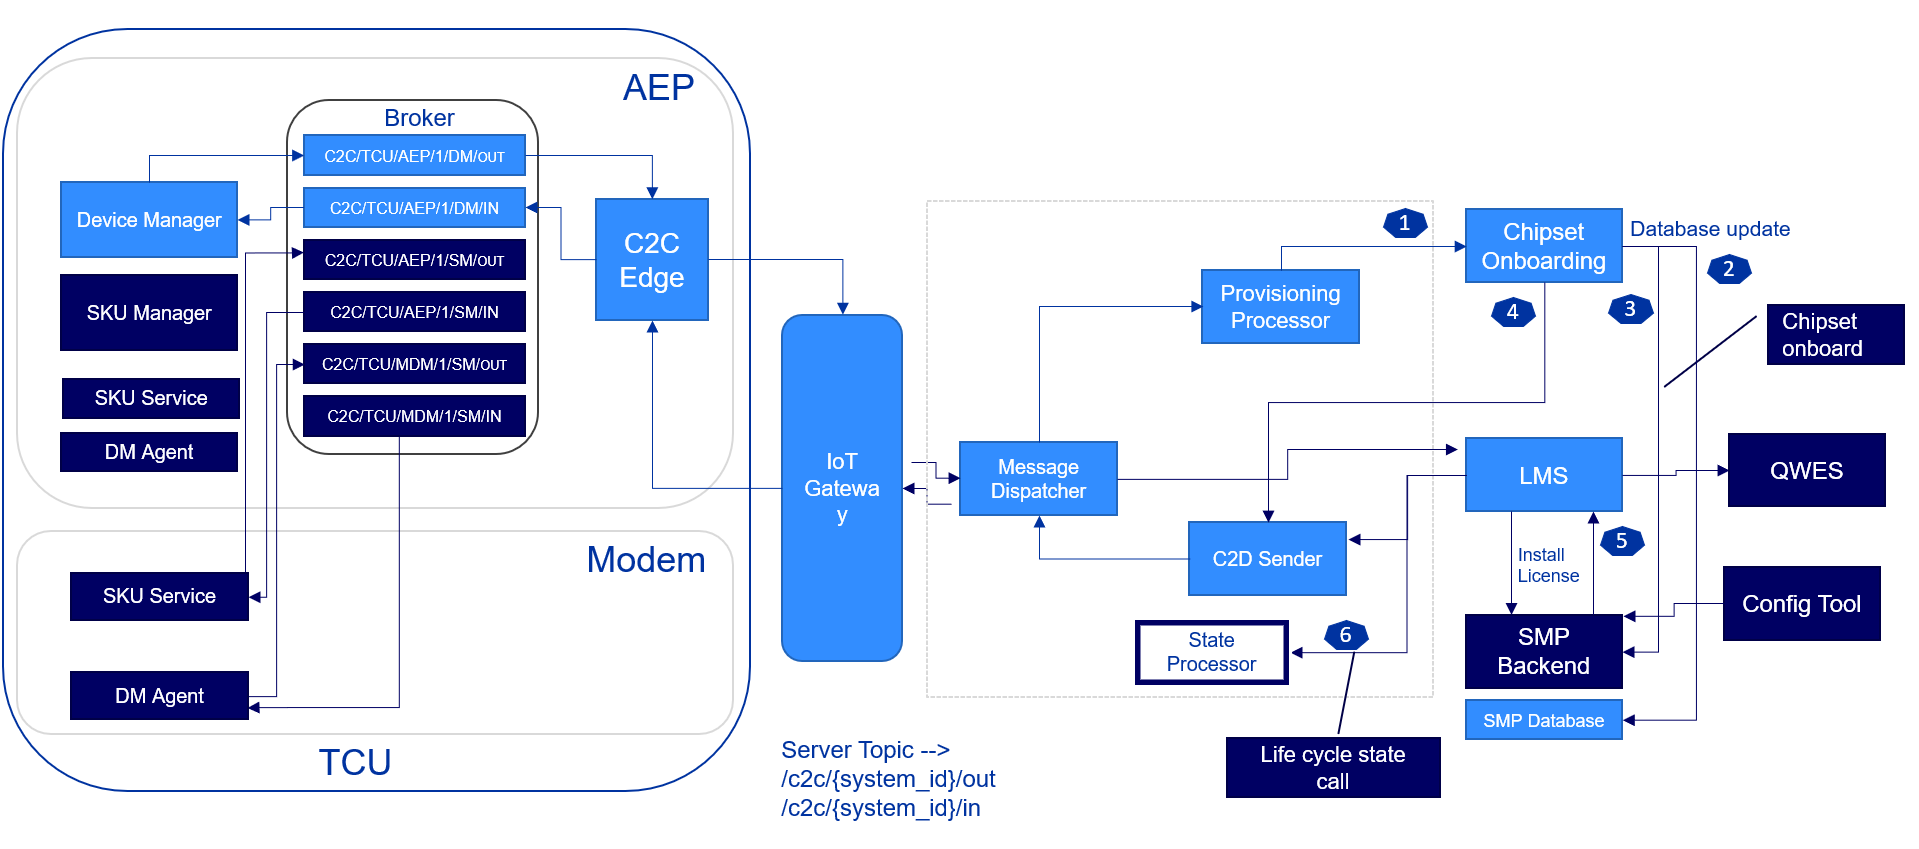 AEP
Broker
C2C/TCU/AEP/1/DM/OUT
C2C/TCU/AEP/1/DM/IN
C2C/TCU/AEP/1/SM/OUT
C2C/TCU/AEP/1/SM/IN
C2C/TCU/MDM/1/SM/OUT
C2C/TCU/MDM/1/SM/IN
Device Manager
SKU Manager
SKU Service
DM Agent
C2C
Edge
Modem
SKU Service
DM Agent
TCU
IoT
Gatewa
y
Server Topic -->
/c2c/{system_id}/out
/c2c/{system_id}/in
Message
Dispatcher
Provisioning
Processor
C2D Sender
State
Processor
6
Life cycle state
call
1
Chipset
Onboarding
Database update
2
3
4
Chipset
onboard
LMS
QWES
Install
License
5
SMP
Backend
Config Tool
SMP Database